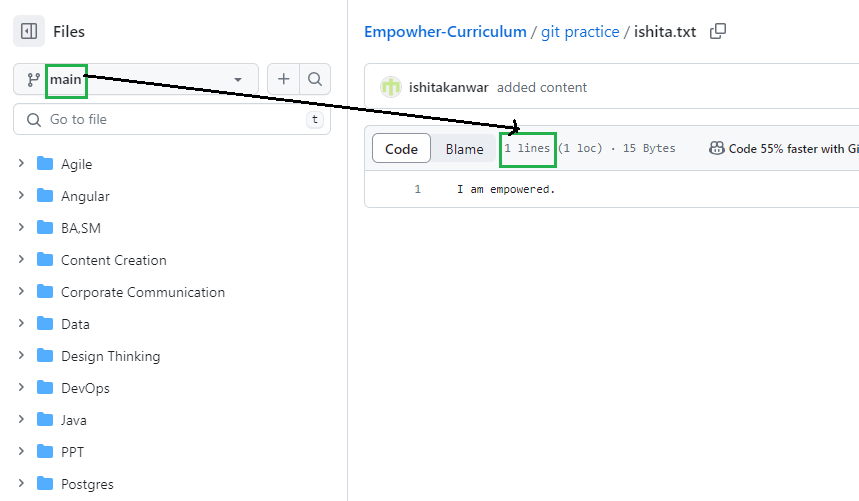 Files
main
Go to file
t
Agile
Angular
BA,SM
Content Creation
Corporate Communication
Data
Design Thinking
DevOps
Java
PPT
Postgres
Empowher-Curriculum / git practice / ishita.txt
ishitakanwar added content
Code Blame 1 lines (1 loc) · 15 Bytes Code 55% faster with Gi
1 I am empowered.